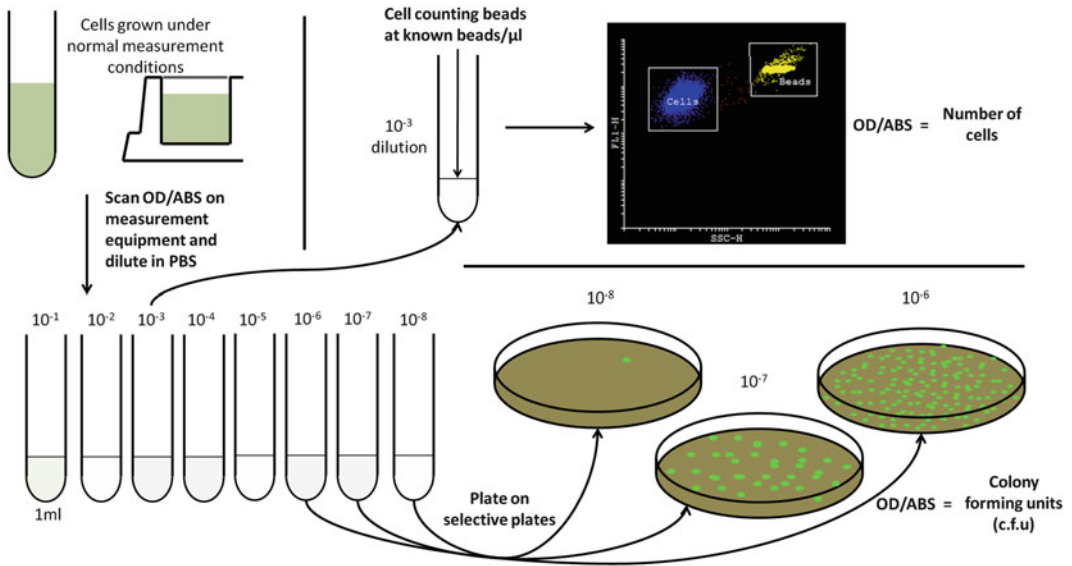 Cells grown under
normal measurement
conditions
Cell counting beads
at known beads/µl
10⁻³
dilution
Cells
Beads
FL1-H
SSC-H
OD/ABS = Number of
cells
Scan OD/ABS on
measurement
equipment and
dilute in PBS
10⁻¹ 10⁻² 10⁻³ 10⁻⁴ 10⁻⁵ 10⁻⁶ 10⁻⁷ 10⁻⁸
1ml
10⁻⁸
10⁻⁷
10⁻⁶
Plate on
selective plates
OD/ABS = Colony
forming units
(c.f.u)